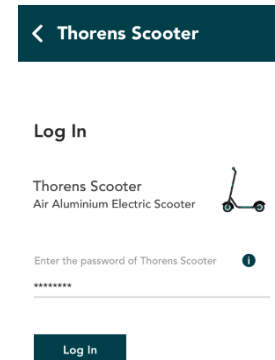 Thorens Scooter
Log In
Thorens Scooter
Air Aluminium Electric Scooter
Enter the password of Thorens Scooter
********
Log In